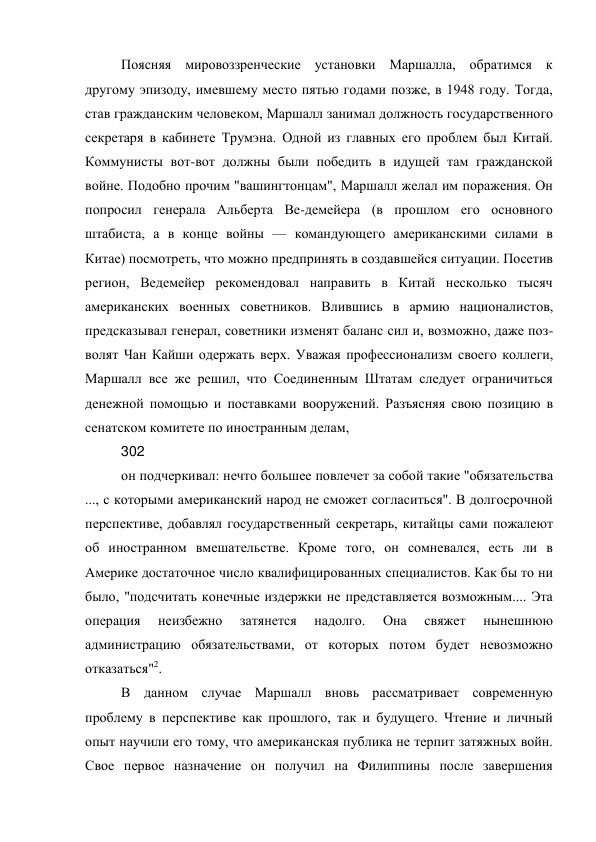 Поясняя мировоззренческие установки Маршалла, обратимся к
другому эпизоду, имевшему место пятью годами позже, в 1948 году. Тогда,
став гражданским человеком, Маршалл занимал должность государственного
секретаря в кабинете Трумэна. Одной из главных его проблем был Китай.
Коммунисты вот-вот должны были победить в идущей там гражданской
войне. Подобно прочим "вашингтонцам", Маршалл желал им поражения. Он
попросил генерала Альберта Ве-демейера (в прошлом его основного
штабиста, а в конце войны — командующего американскими силами в
Китае) посмотреть, что можно предпринять в создавшейся ситуации. Посетив
регион, Ведемейер рекомендовал направить в Китай несколько тысяч
американских военных советников. Влившись в армию националистов,
предсказывал генерал, советники изменят баланс сил и, возможно, даже поз-
волят Чан Кайши одержать верх. Уважая профессионализм своего коллеги,
Маршалл все же решил, что Соединенным Штатам следует ограничиться
денежной помощью и поставками вооружений. Разъясняя свою позицию в
сенатском комитете по иностранным делам,
302
он подчеркивал: нечто большее повлечет за собой такие "обязательства
..., с которыми американский народ не сможет согласиться". В долгосрочной
перспективе, добавлял государственный секретарь, китайцы сами пожалеют
об иностранном вмешательстве. Кроме того, он сомневался, есть ли в
Америке достаточное число квалифицированных специалистов. Как бы то ни
было, "подсчитать конечные издержки не представляется возможным.... Эта
операция неизбежно затянется надолго. Она свяжет нынешнюю
администрацию обязательствами, от которых потом будет невозможно
отказаться"².
В данном случае Маршалл вновь рассматривает современную
проблему в перспективе как прошлого, так и будущего. Чтение и личный
опыт научили его тому, что американская публика не терпит затяжных войн.
Свое первое назначение он получил на Филиппины после завершения